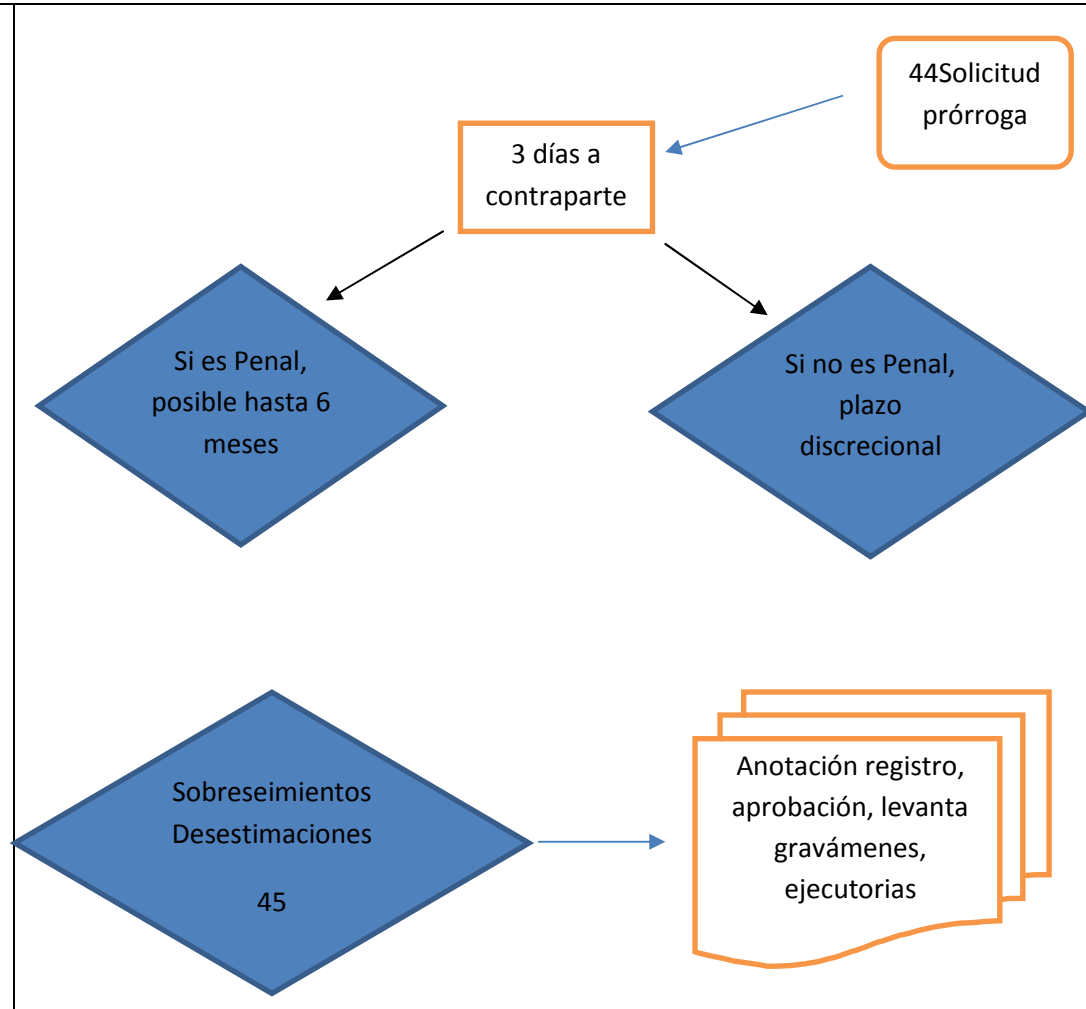 44Solicitud
prórroga
3 días a
contraparte
Si es Penal,
posible hasta 6
meses
Si no es Penal,
plazo
discrecional
Sobreseimientos
Desestimaciones
45
Anotación registro,
aprobación, levanta
gravámenes,
ejecutorias